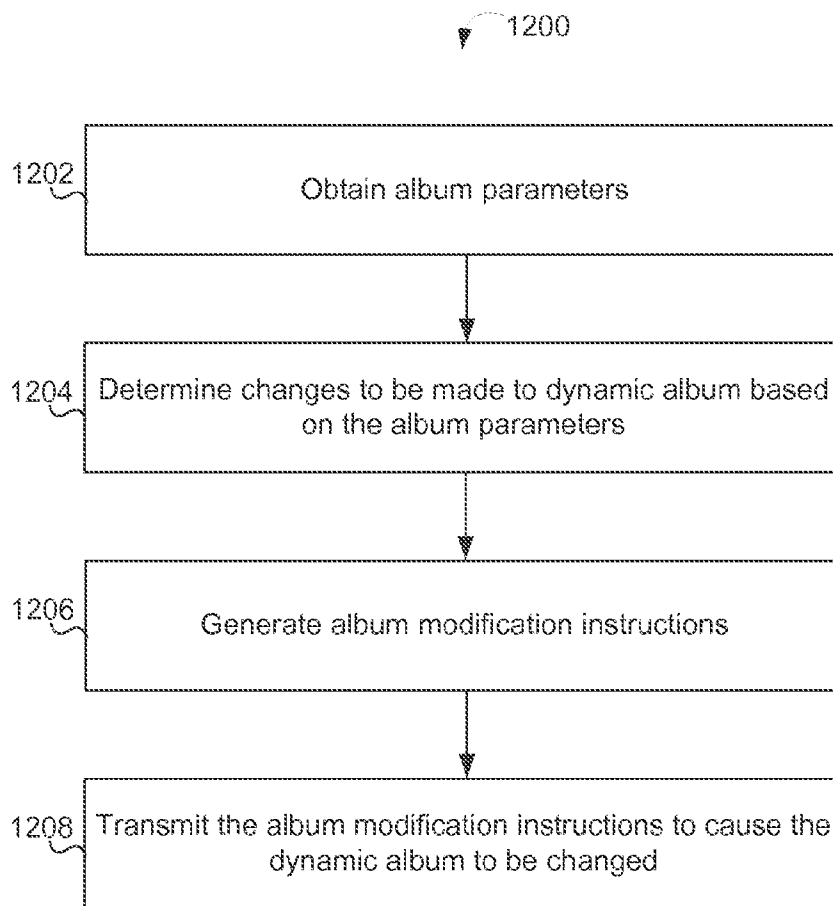 1200
1202
Obtain album parameters
1204
Determine changes to be made to dynamic album based
on the album parameters
1206
Generate album modification instructions
1208
Transmit the album modification instructions to cause the
dynamic album to be changed